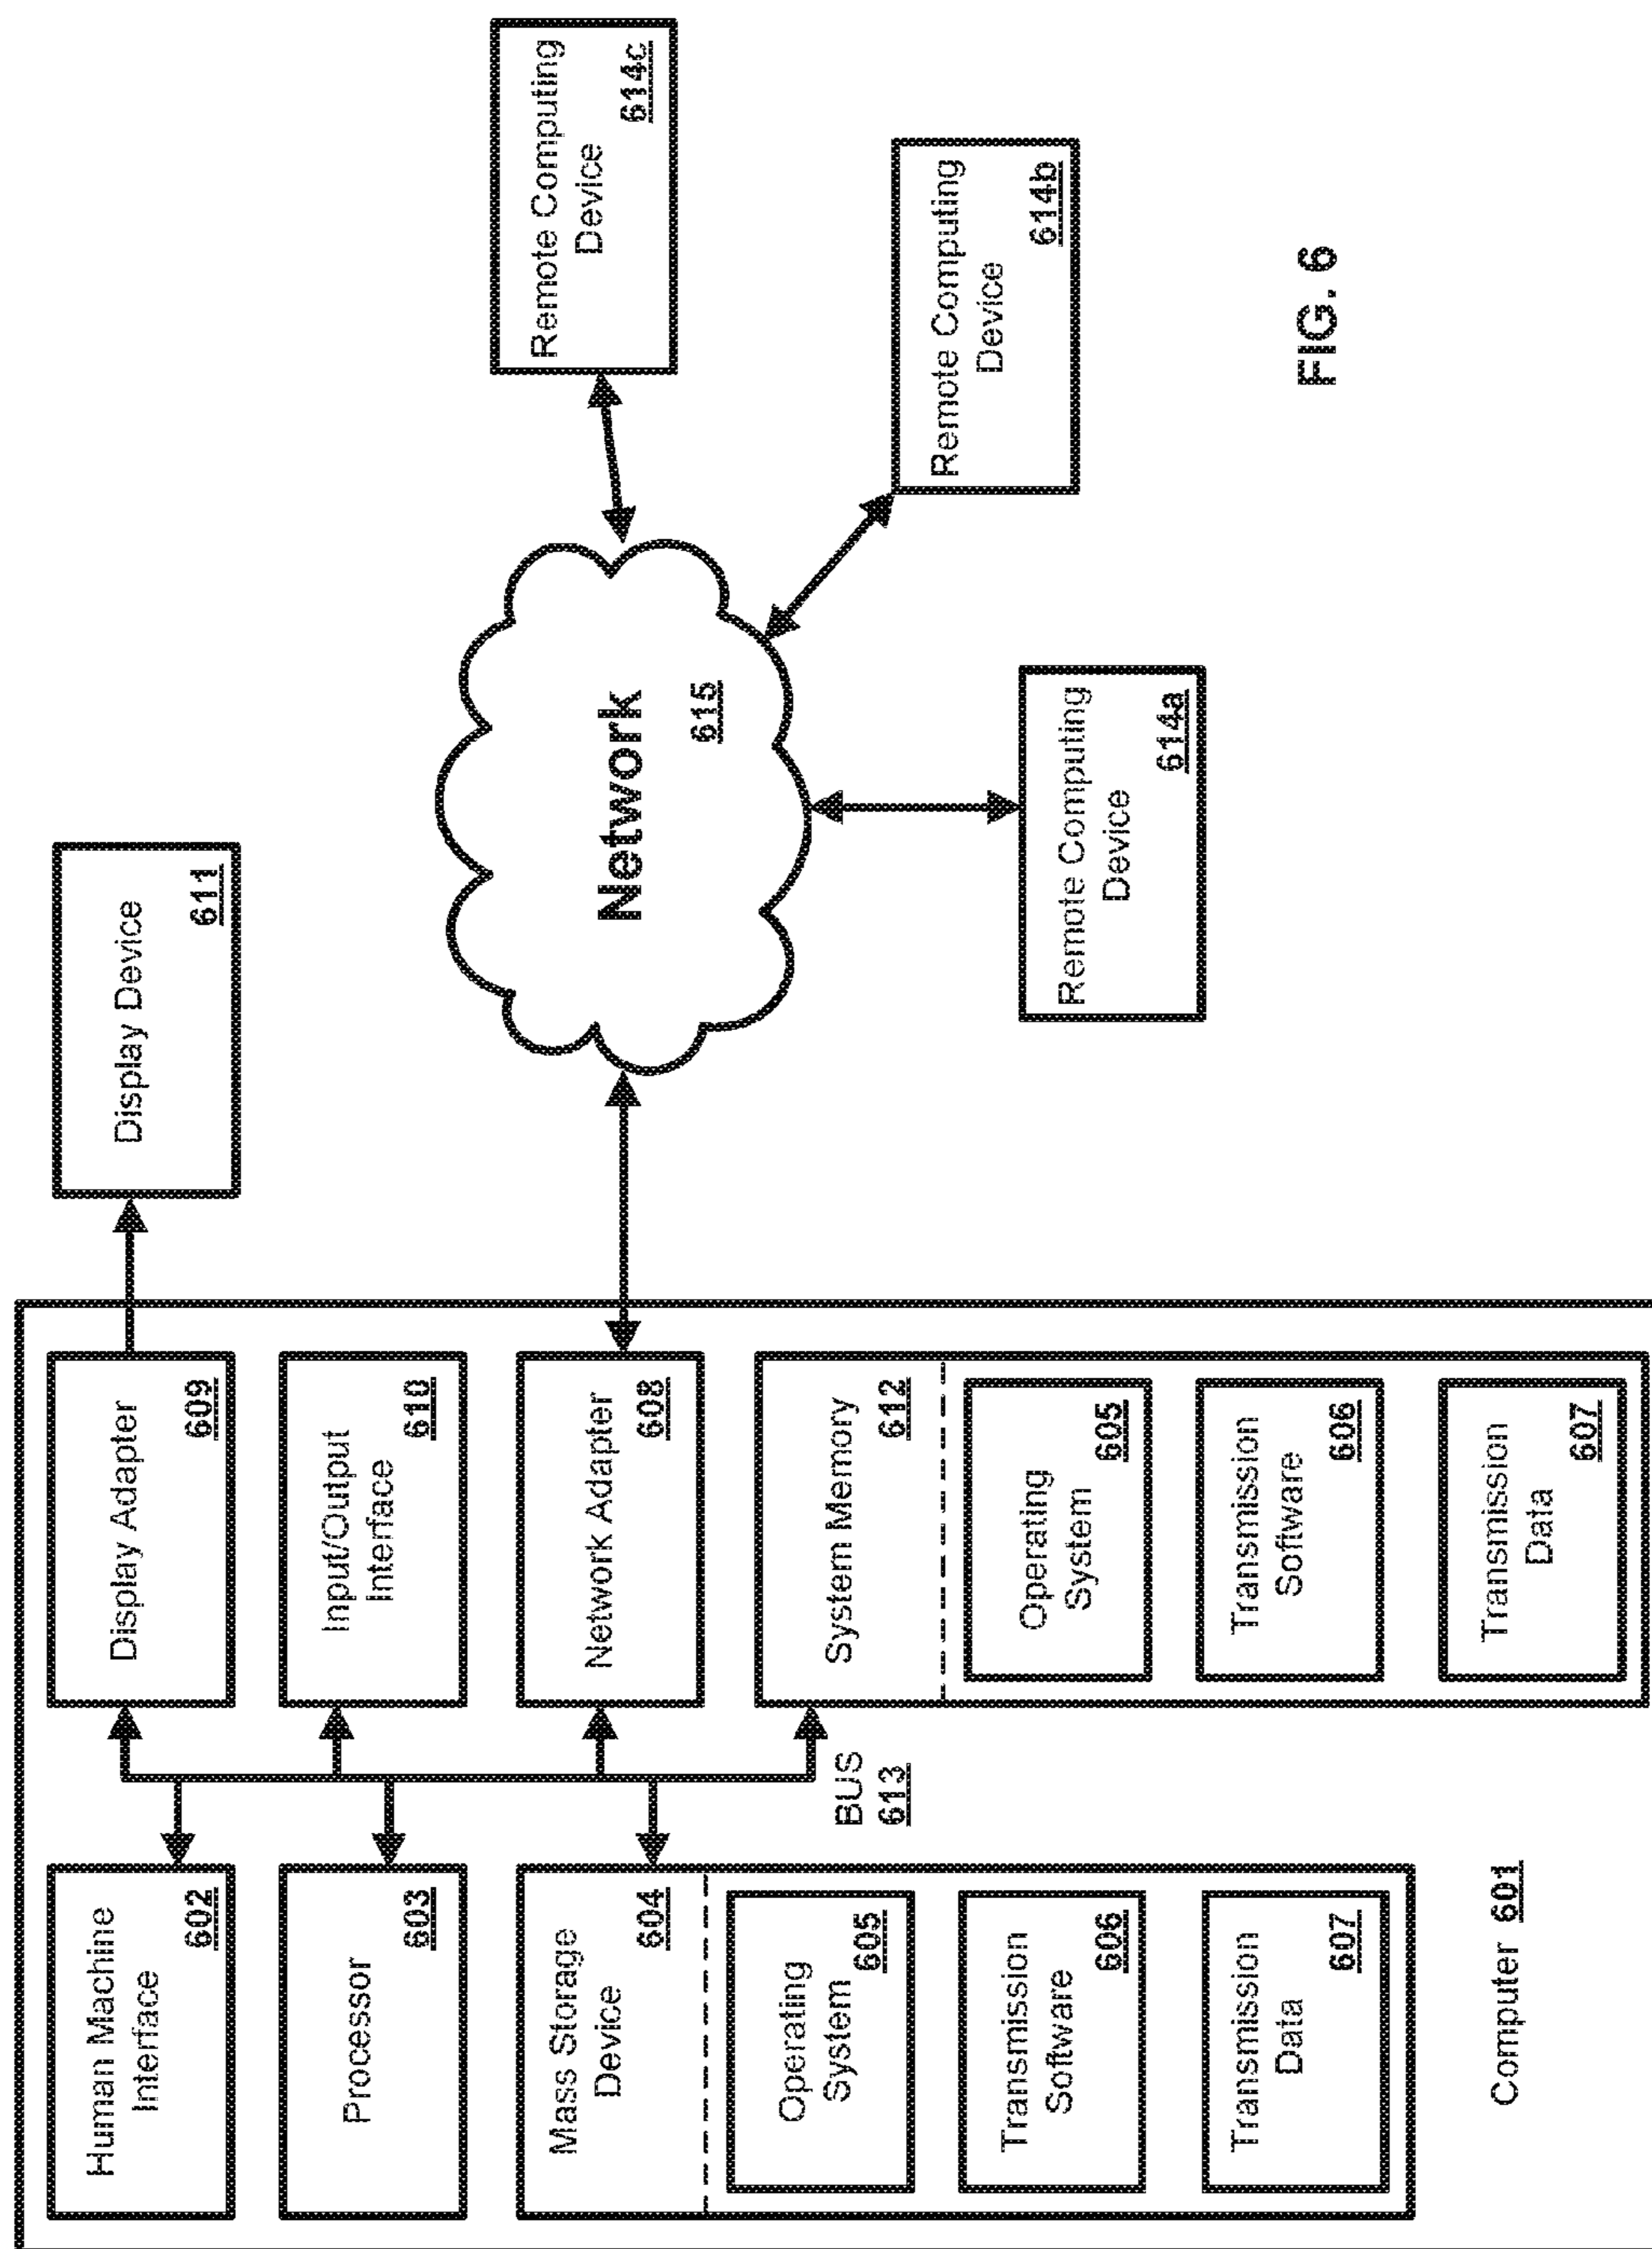 Human Machine
Interface
602
Processor
603
Mass Storage
Device
604
Operating
System
605
Transmission
Software
606
Transmission
Data
607
Computer 601
BUS
613
Display Adapter
609
Input/Output
Interface
610
Network Adapter
608
System Memory
612
Operating
System
605
Transmission
Software
606
Transmission
Data
607
Display Device
611
Network
615
Remote Computing
Device
614a
Remote Computing
Device
614b
Remote Computing
Device
614c
FIG. 6